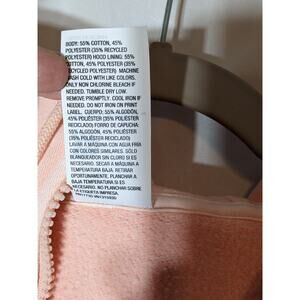 BODY: 55% COTTON, 45%
POLYESTER (35% RECYCLED
POLYESTER) HOOD LINING: 55%
COTTON, 45% POLYESTER (35%
RECYCLED POLYESTER) MACHINE
WASH COLD WITH LIKE COLORS.
ONLY NON CHLORINE BLEACH IF
NEEDED. TUMBLE DRY LOW.
REMOVE PROMPTLY. COOL IRON IF
NEEDED. DO NOT IRON ON PRINT
LABEL. CUERPO: 55% ALGODÓN,
45% POLIÉSTER (35% POLIÉSTER
RECICLADO) FORRO DE CAPUCHA:
55% ALGODÓN, 45% POLIÉSTER
(35% POLIÉSTER RECICLADO)
LAVAR A MÁQUINA CON AGUA FRÍA
CON COLORES SIMILARES. SÓLO
BLANQUEADOR SIN CLORO SI ES
NECESARIO. SECAR A MÁQUINA A
BAJA TEMPERATURA. RETIRAR
OPORTUNAMENTE. PLANCHAR A
BAJA TEMPERATURA SI ES
NECESARIO. NO PLANCHAR SOBRE
LA ETIQUETA IMPRESA.